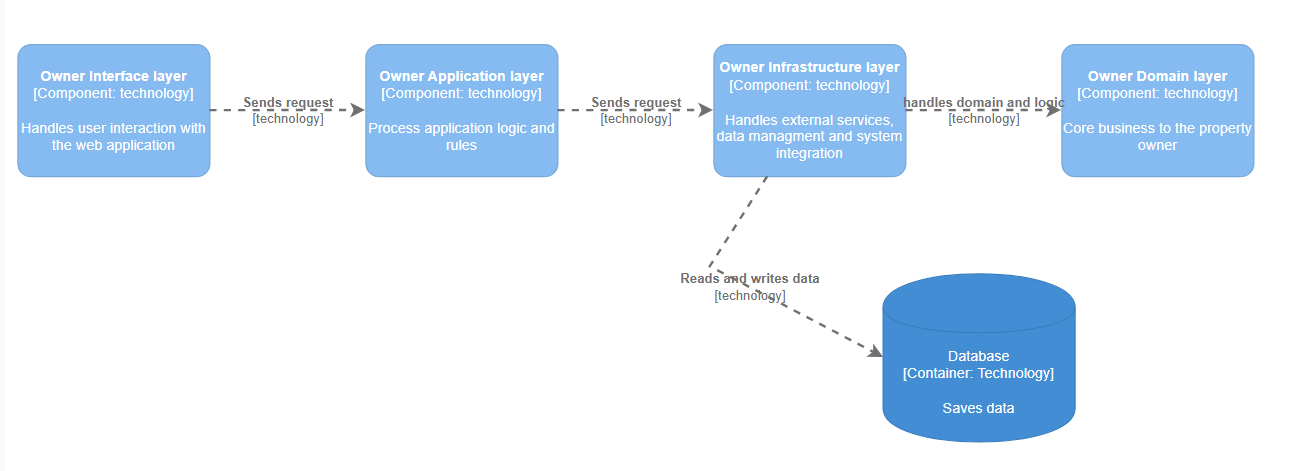 Owner Interface layer
[Component: technology]
Handles user interaction with
the web application
Sends request
[technology]
Owner Application layer
[Component: technology]
Process application logic and
rules
Sends request
[technology]
Owner Infrastructure layer
[Component: technology]
Handles external services,
data managment and system
integration
handles domain and logic
[technology]
Owner Domain layer
[Component: technology]
Core business to the property
owner
Reads and writes data
[technology]
Database
[Container: Technology]
Saves data